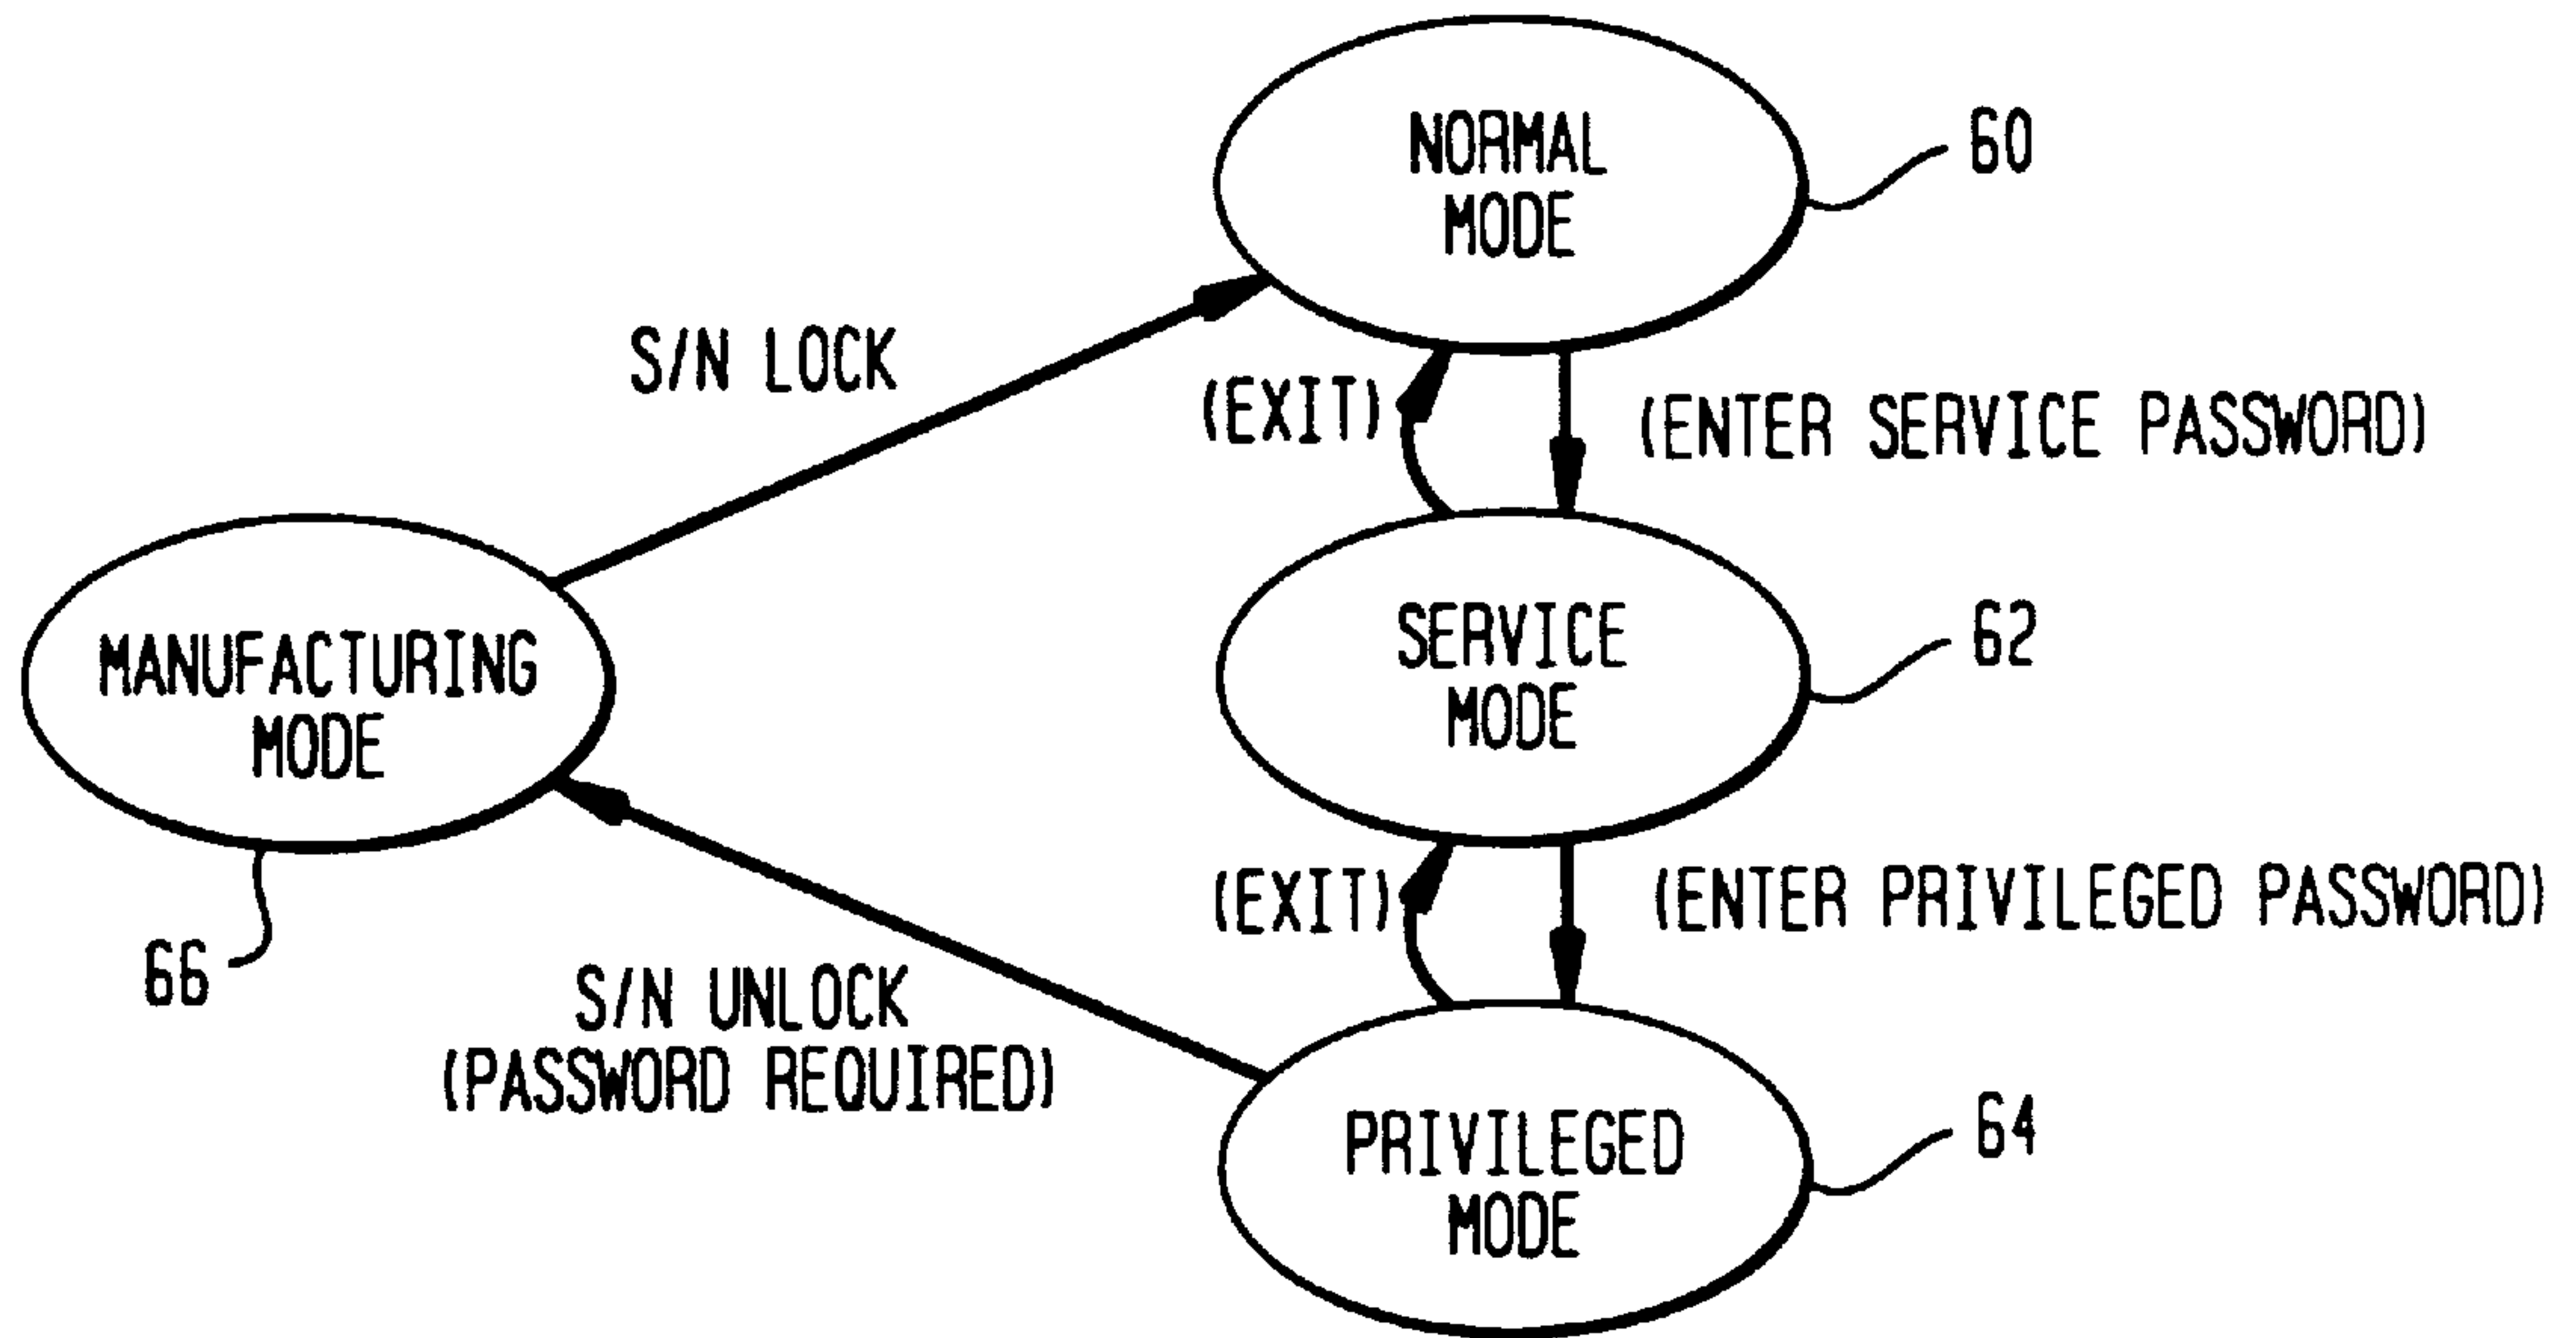 NORMAL
MODE
60
S/N LOCK
(EXIT)
(ENTER SERVICE PASSWORD)
SERVICE
MODE
62
MANUFACTURING
MODE
66
(EXIT)
(ENTER PRIVILEGED PASSWORD)
S/N UNLOCK
(PASSWORD REQUIRED)
PRIVILEGED
MODE
64